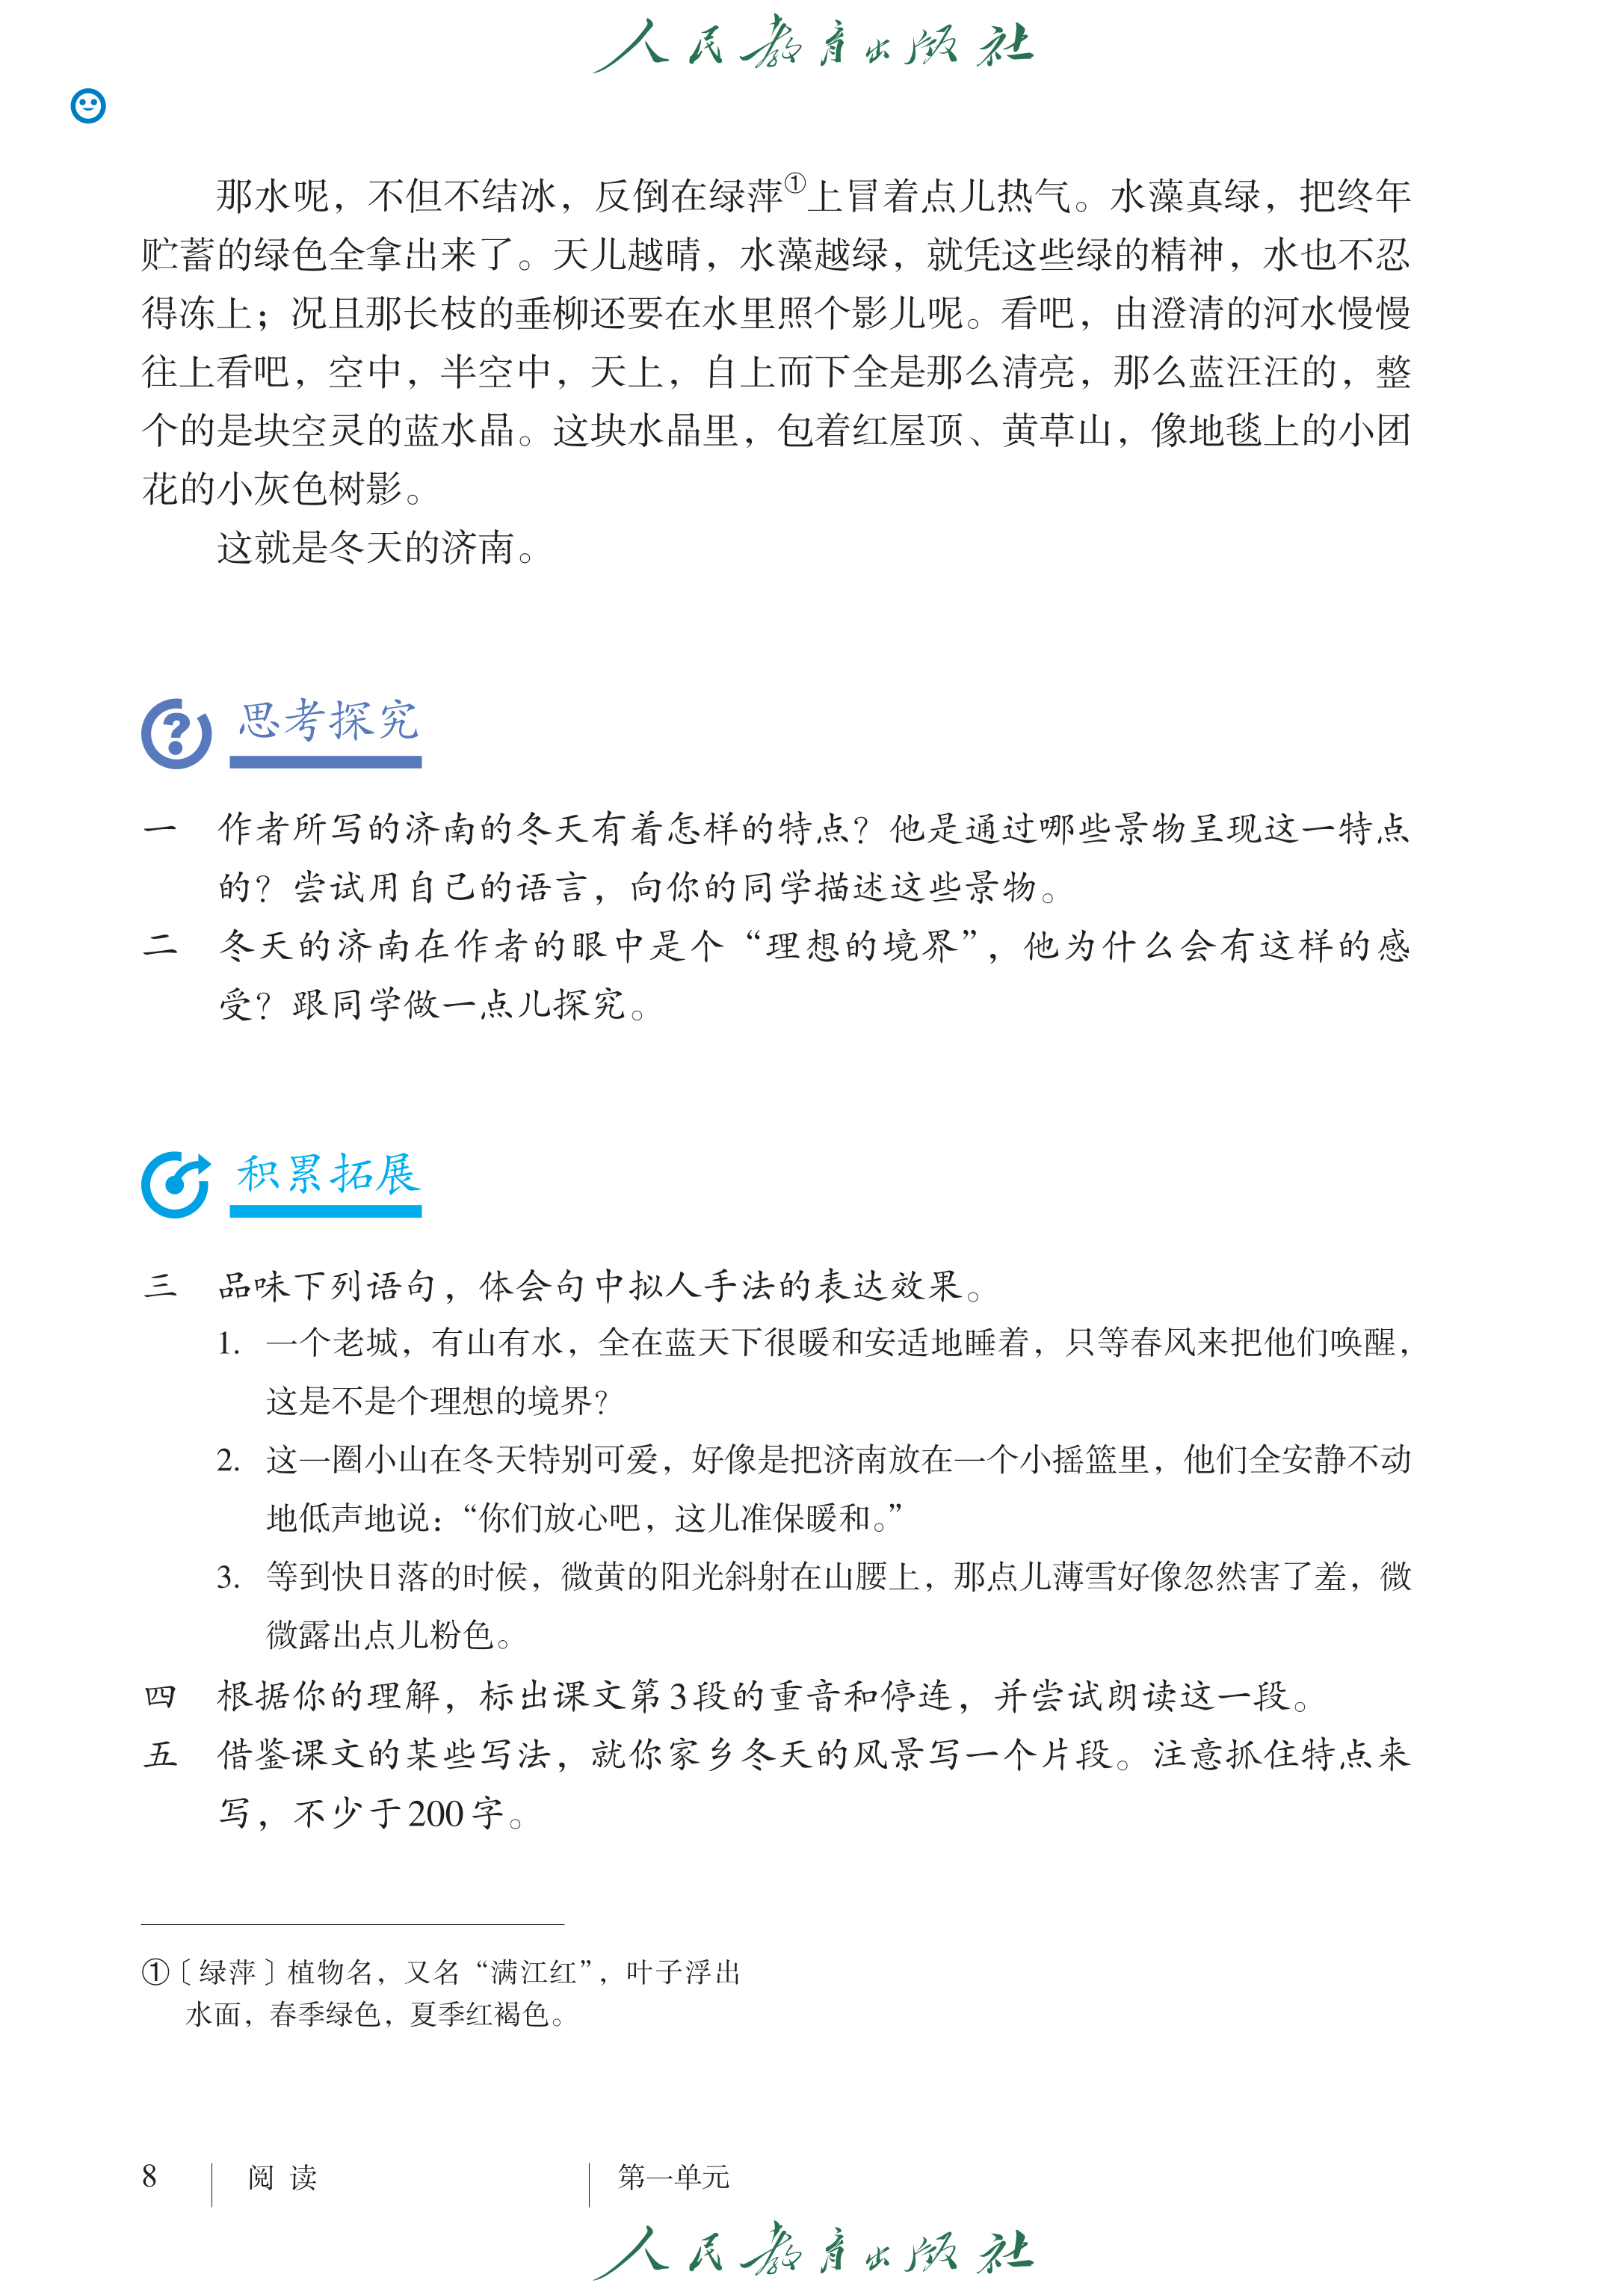 人民教育出版社
那水呢，不但不结冰，反倒在绿萍①上冒着点儿热气。水藻真绿，把终年
贮蓄的绿色全拿出来了。天儿越晴，水藻越绿，就凭这些绿的精神，水也不忍
得冻上；况且那长枝的垂柳还要在水里照个影儿呢。看吧，由澄清的河水慢慢
往上看吧，空中，半空中，天上，自上而下全是那么清亮，那么蓝汪汪的，整
个的是块空灵的蓝水晶。这块水晶里，包着红屋顶、黄草山，像地毯上的小团
花的小灰色树影。
这就是冬天的济南。
思考探究
一 作者所写的济南的冬天有着怎样的特点？他是通过哪些景物呈现这一特点
的？尝试用自己的语言，向你的同学描述这些景物。
二 冬天的济南在作者的眼中是个“理想的境界”，他为什么会有这样的感
受？跟同学做一点儿探究。
积累拓展
三 品味下列语句，体会句中拟人手法的表达效果。
1. 一个老城，有山有水，全在蓝天下很暖和安适地睡着，只等春风来把他们唤醒，
这是不是个理想的境界？
2. 这一圈小山在冬天特别可爱，好像是把济南放在一个小摇篮里，他们全安静不动
地低声地说：“你们放心吧，这儿准保暖和。”
3. 等到快日落的时候，微黄的阳光斜射在山腰上，那点儿薄雪好像忽然害了羞，微
微露出点儿粉色。
四 根据你的理解，标出课文第3段的重音和停连，并尝试朗读这一段。
五 借鉴课文的某些写法，就你家乡冬天的风景写一个片段。注意抓住特点来
写，不少于200字。
①〔绿萍〕植物名，又名“满江红”，叶子浮出
水面，春季绿色，夏季红褐色。
8 阅读 第一单元
人民教育出版社